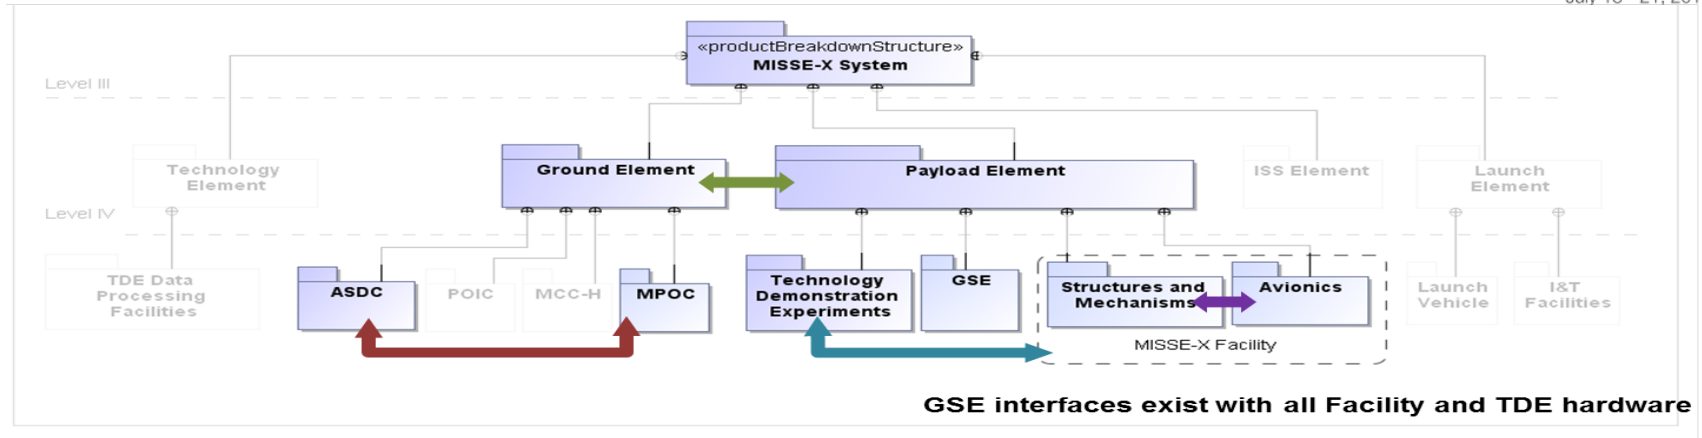 «productBreakdownStructure»
MISSE-X System
Level III
Technology
Element
Ground Element
Payload Element
ISS Element
Launch
Element
Level IV
TDE Data
Processing
Facilities
ASDC
POIC
MCC-H
MPOC
Technology
Demonstration
Experiments
GSE
Structures and
Mechanisms
Avionics
Launch
Vehicle
I&T
Facilities
MISSE-X Facility
GSE interfaces exist with all Facility and TDE hardware